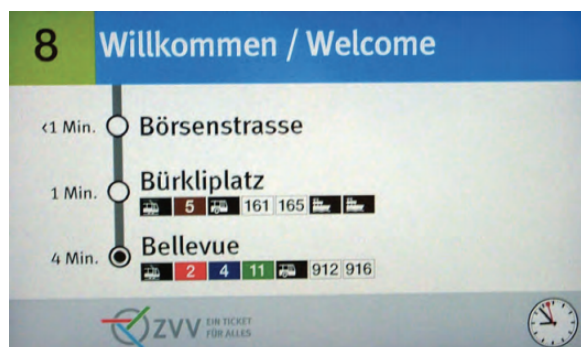 8 Willkommen / Welcome
<1 Min. Börsenstrasse
1 Min. Bürkliplatz
5 161 165
4 Min. Bellevue
2 4 11 912 916
ZVV EIN TICKET
FÜR ALLES